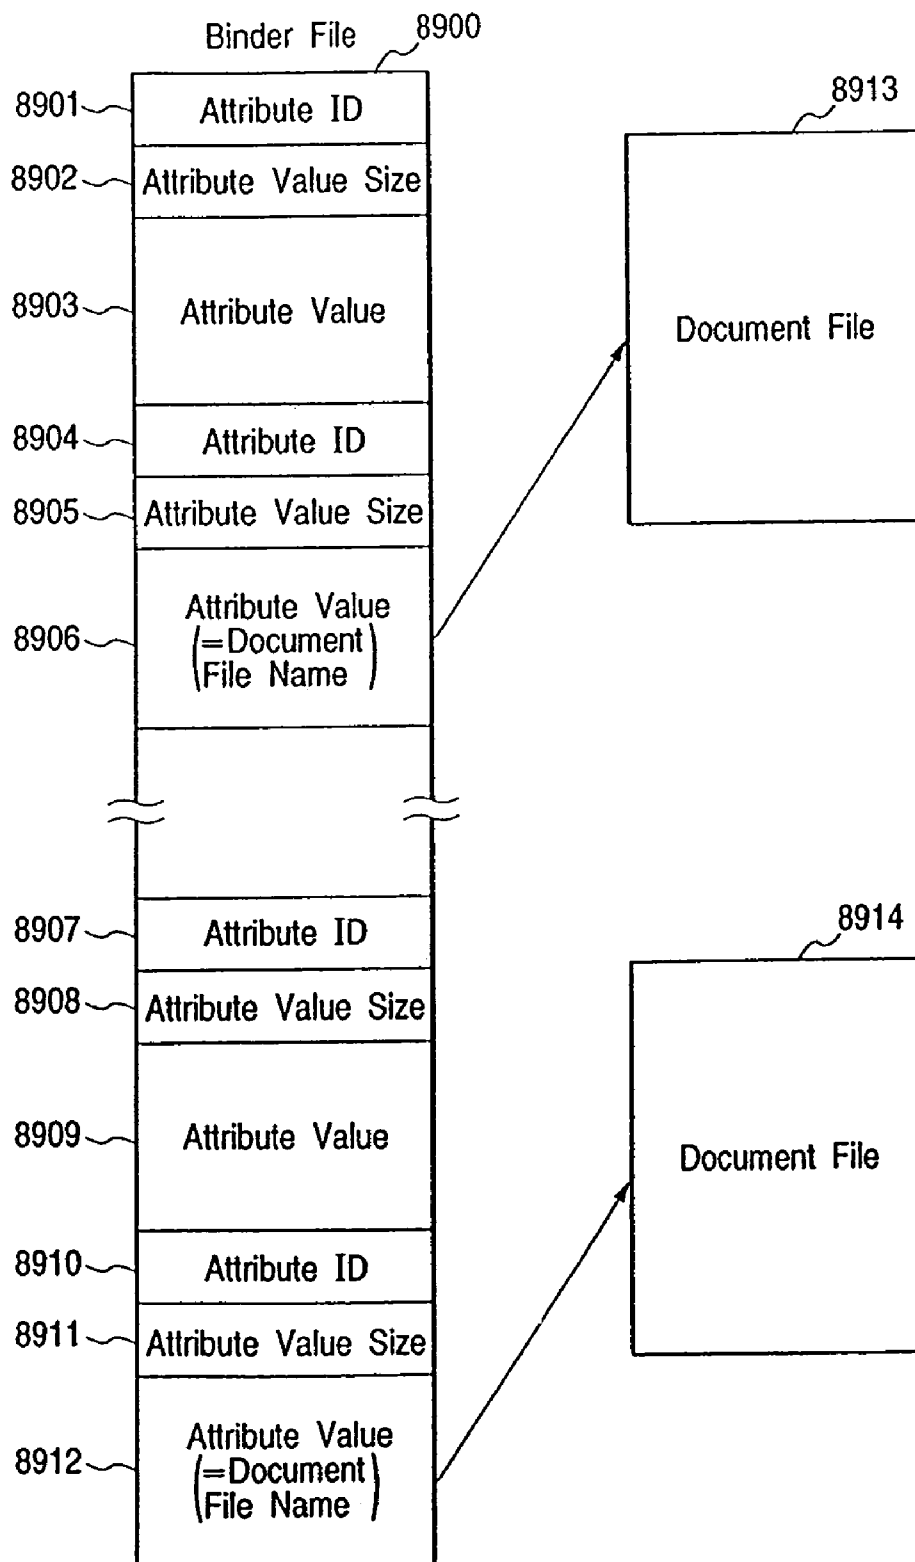 Binder File
8900
8901
Attribute ID
8902
Attribute Value Size
8903
Attribute Value
8904
Attribute ID
8905
Attribute Value Size
8906
Attribute Value
(=Document
File Name)
8913
Document File
8907
Attribute ID
8908
Attribute Value Size
8909
Attribute Value
8910
Attribute ID
8911
Attribute Value Size
8912
Attribute Value
(=Document
File Name)
8914
Document File